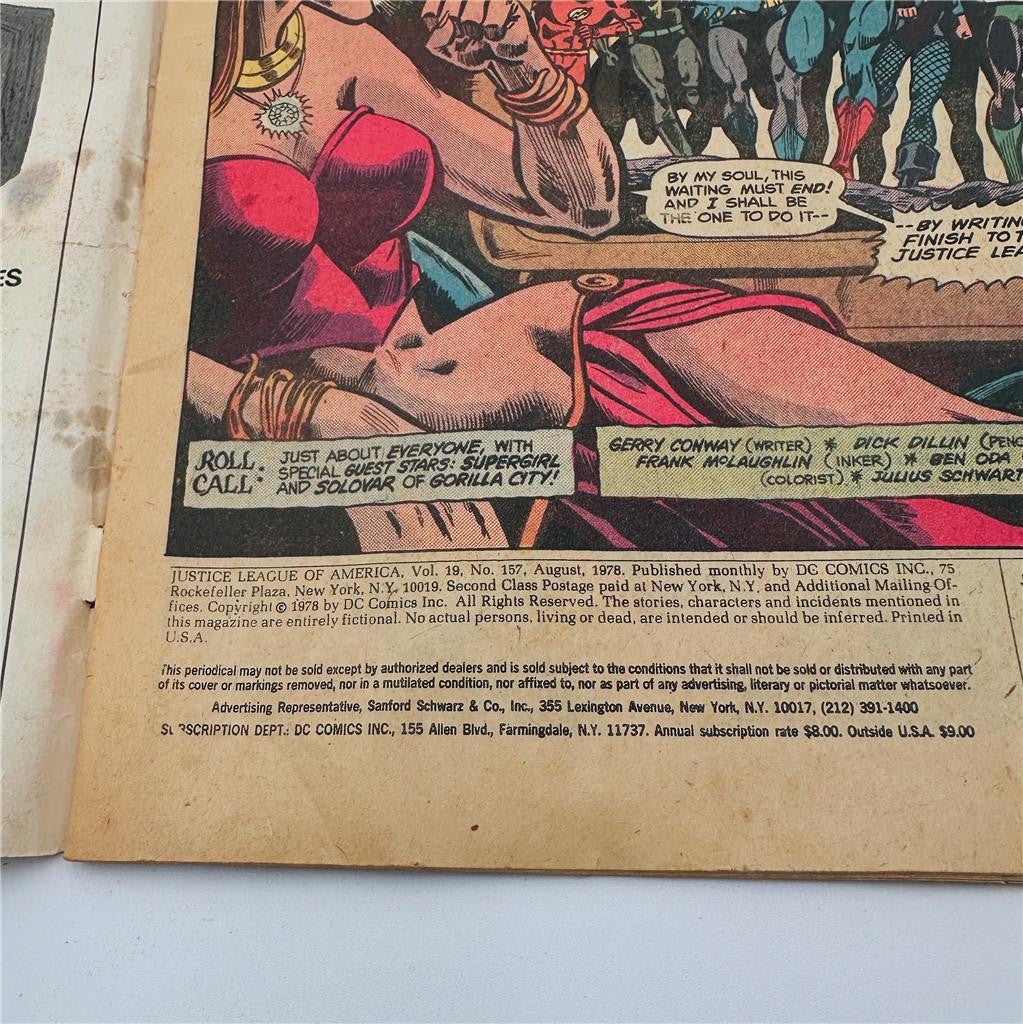 ES
BY MY SOUL, THIS
WAITING MUST END!
AND I SHALL BE
THE ONE TO DO IT--
--BY WRITING
FINISH TO T
JUSTICE LEA
ROLL CALL:
JUST ABOUT EVERYONE, WITH
SPECIAL GUEST STARS: SUPERGIRL
AND SOLOVAR OF GORILLA CITY!
GERRY CONWAY (WRITER) * DICK DILLIN (PENC
FRANK McLAUGHLIN (INKER) * BEN ODA
(COLORIST) * JULIUS SCHWART
JUSTICE LEAGUE OF AMERICA, Vol. 19, No. 157, August, 1978. Published monthly by DC COMICS INC., 75
Rockefeller Plaza, New York, N.Y. 10019. Second Class Postage paid at New York, N.Y. and Additional Mailing Of-
fices. Copyright © 1978 by DC Comics Inc. All Rights Reserved. The stories, characters and incidents mentioned in
this magazine are entirely fictional. No actual persons, living or dead, are intended or should be inferred. Printed in
U.S.A.
This periodical may not be sold except by authorized dealers and is sold subject to the conditions that it shall not be sold or distributed with any part
of its cover or markings removed, nor in a mutilated condition, nor affixed to, nor as part of any advertising, literary or pictorial matter whatsoever.
Advertising Representative, Sanford Schwarz & Co., Inc., 355 Lexington Avenue, New York, N.Y. 10017, (212) 391-1400
SUBSCRIPTION DEPT.: DC COMICS INC., 155 Allen Blvd., Farmingdale, N.Y. 11737. Annual subscription rate $8.00. Outside U.S.A. $9.00